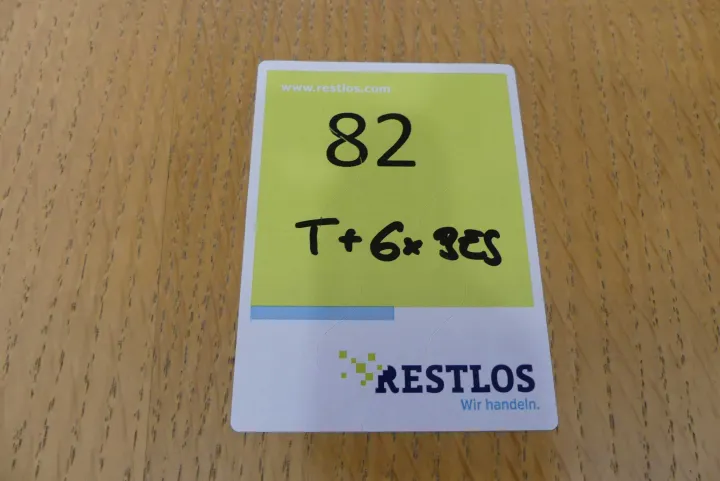 www.restlos.com
82
T+6x BES
RESTLOS
Wir handeln.